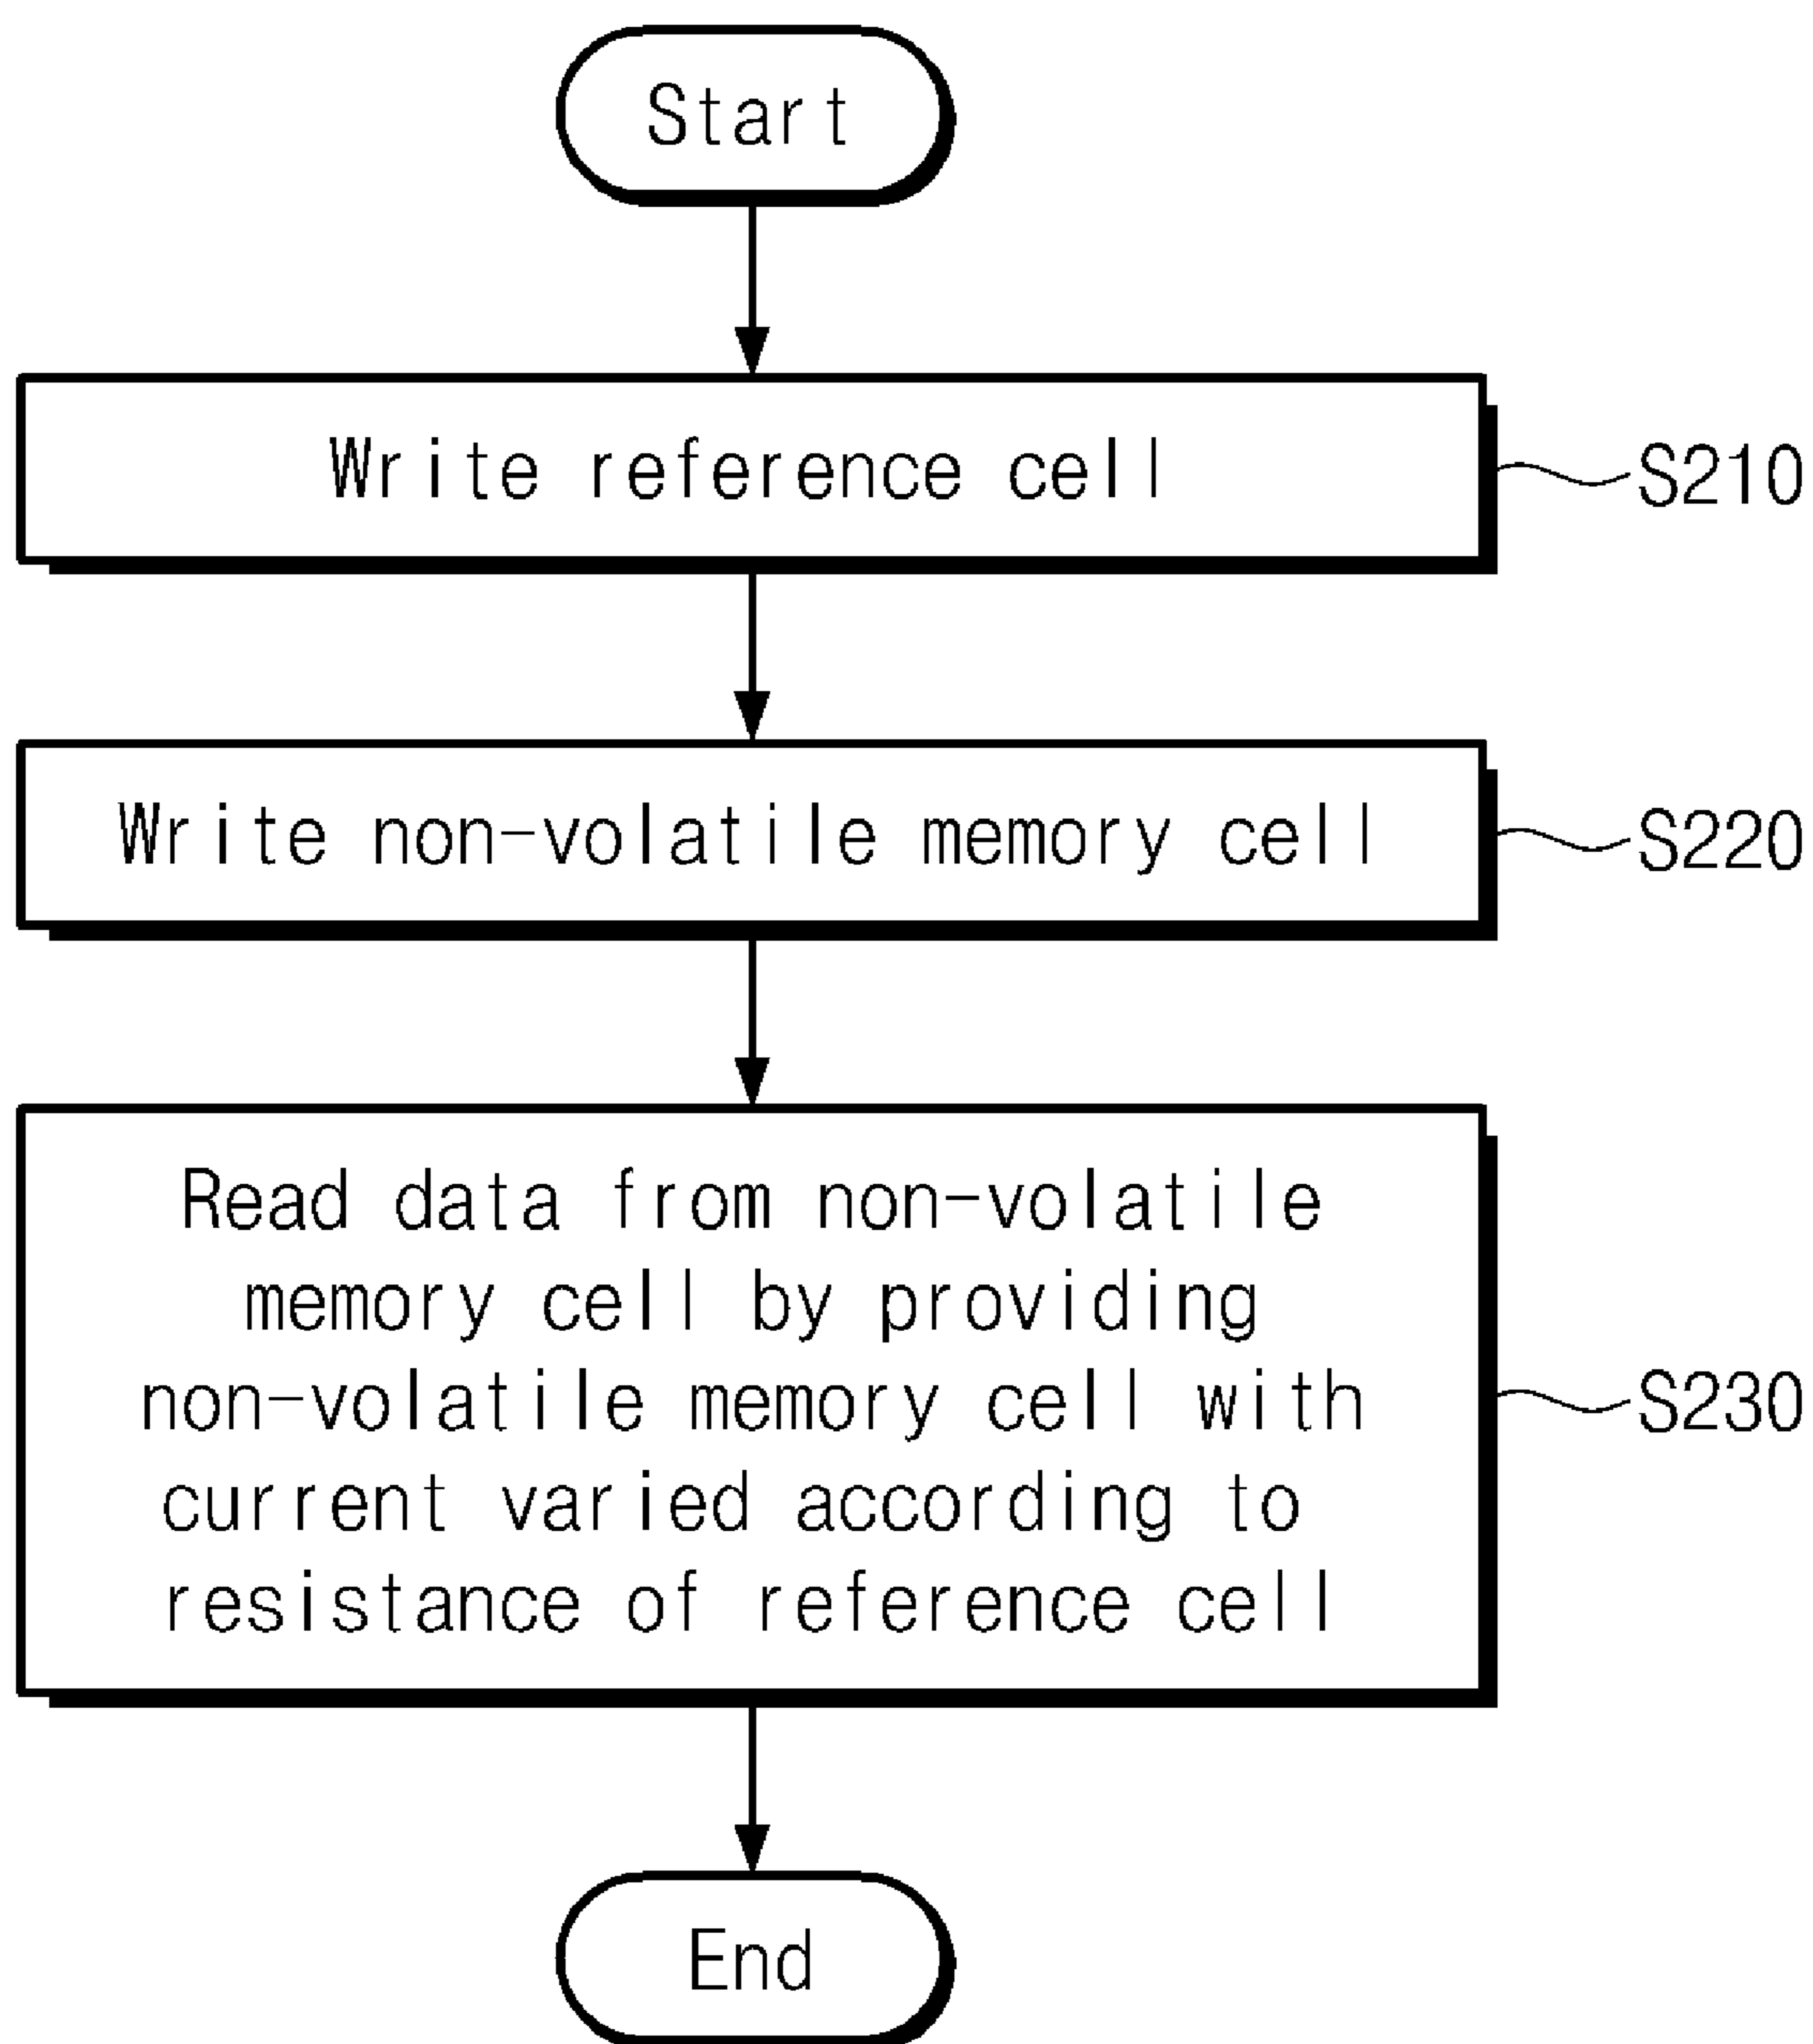 Start
Write reference cell
S210
Write non-volatile memory cell
S220
Read data from non-volatile
memory cell by providing
non-volatile memory cell with
current varied according to
resistance of reference cell
S230
End